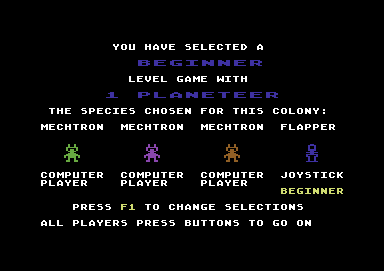 YOU HAVE SELECTED A
BEGINNER
LEVEL GAME WITH
1 PLANETEER
THE SPECIES CHOSEN FOR THIS COLONY:
MECHTRON MECHTRON MECHTRON FLAPPER
COMPUTER COMPUTER COMPUTER JOYSTICK
PLAYER PLAYER PLAYER
BEGINNER
PRESS F1 TO CHANGE SELECTIONS
ALL PLAYERS PRESS BUTTONS TO GO ON